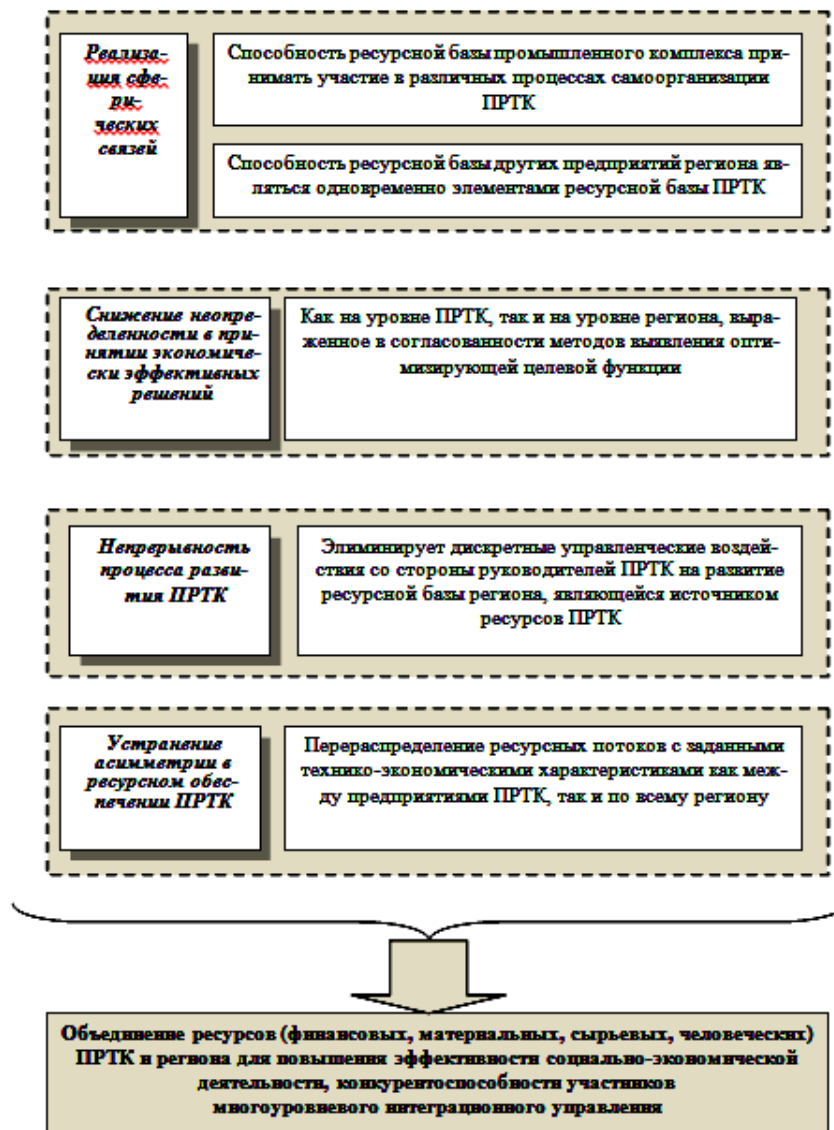 Реализа-
ция сфе-
ри-
ческих
связей
Способность ресурсной базы промышленного комплекса при-
нимать участие в различных процессах самоорганизации
ПРТК
Способность ресурсной базы других предприятий региона яв-
ляться одновременно элементами ресурсной базы ПРТК
Снижение неопре-
деленности в при-
нятии экономиче-
ски эффективных
решений
Как на уровне ПРТК, так и на уровне региона, выра-
женное в согласованности методов выявления опти-
мизирующей целевой функции
Непрерывность
процесса разви-
тия ПРТК
Элиминирует дискретные управленческие воздей-
ствия со стороны руководителей ПРТК на развитие
ресурсной базы региона, являющейся источником
ресурсов ПРТК
Устранение
асимметрии в
ресурсном обес-
печении ПРТК
Перераспределение ресурсных потоков с заданными
технико-экономическими характеристиками как меж-
ду предприятиями ПРТК, так и по всему региону
Объединение ресурсов (финансовых, материальных, сырьевых, человеческих)
ПРТК и региона для повышения эффективности социально-экономической
деятельности, конкурентоспособности участников
многоуровневого интеграционного управления